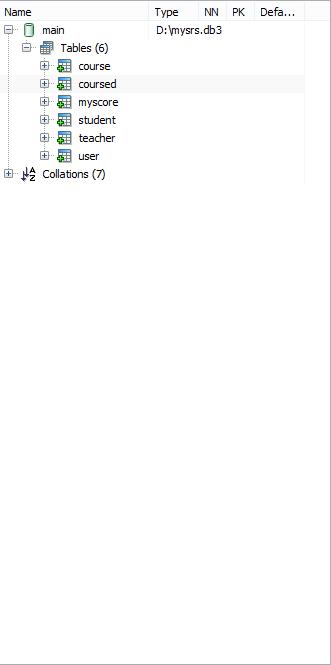 Name Type NN PK Defa...
main D:\mysrs.db3
Tables (6)
course
coursed
myscore
student
teacher
user
Collations (7)